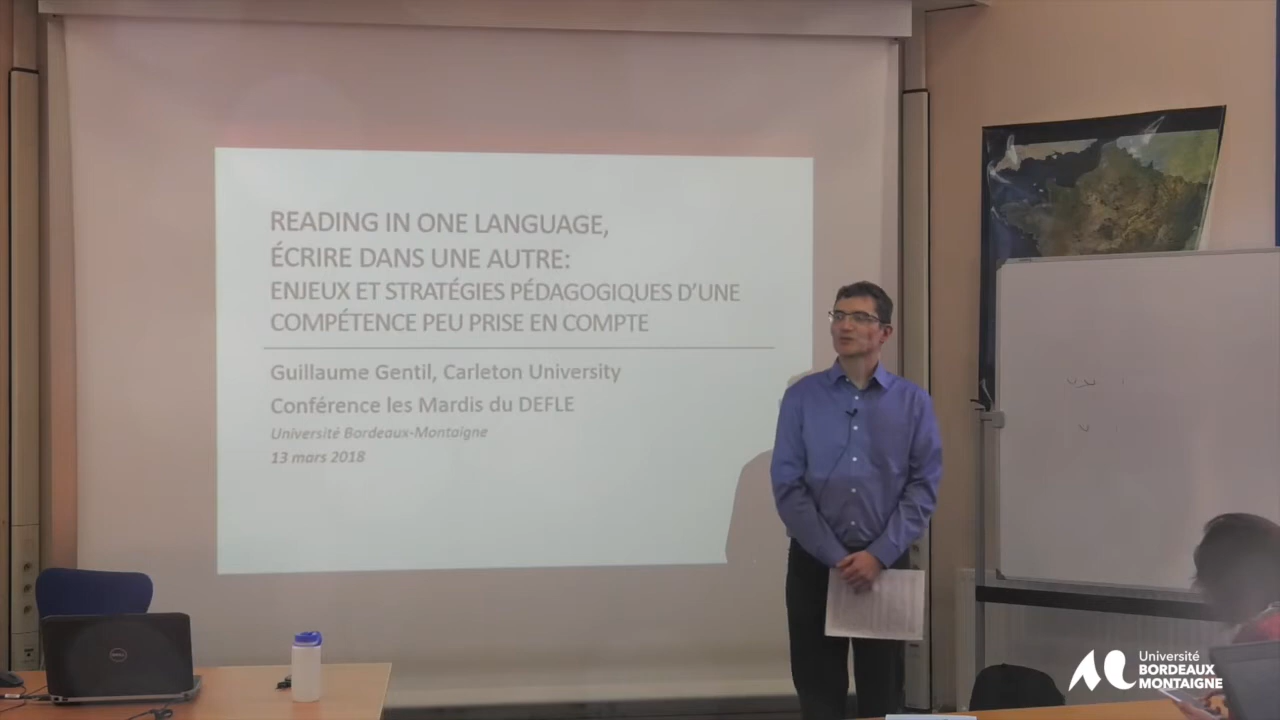 READING IN ONE LANGUAGE,
ÉCRIRE DANS UNE AUTRE:
ENJEUX ET STRATÉGIES PÉDAGOGIQUES D’UNE
COMPÉTENCE PEU PRISE EN COMPTE
Guillaume Gentil, Carleton University
Conférence les Mardis du DEFLE
Université Bordeaux-Montaigne
13 mars 2018
DELL
Université
BORDEAUX
MONTAIGNE